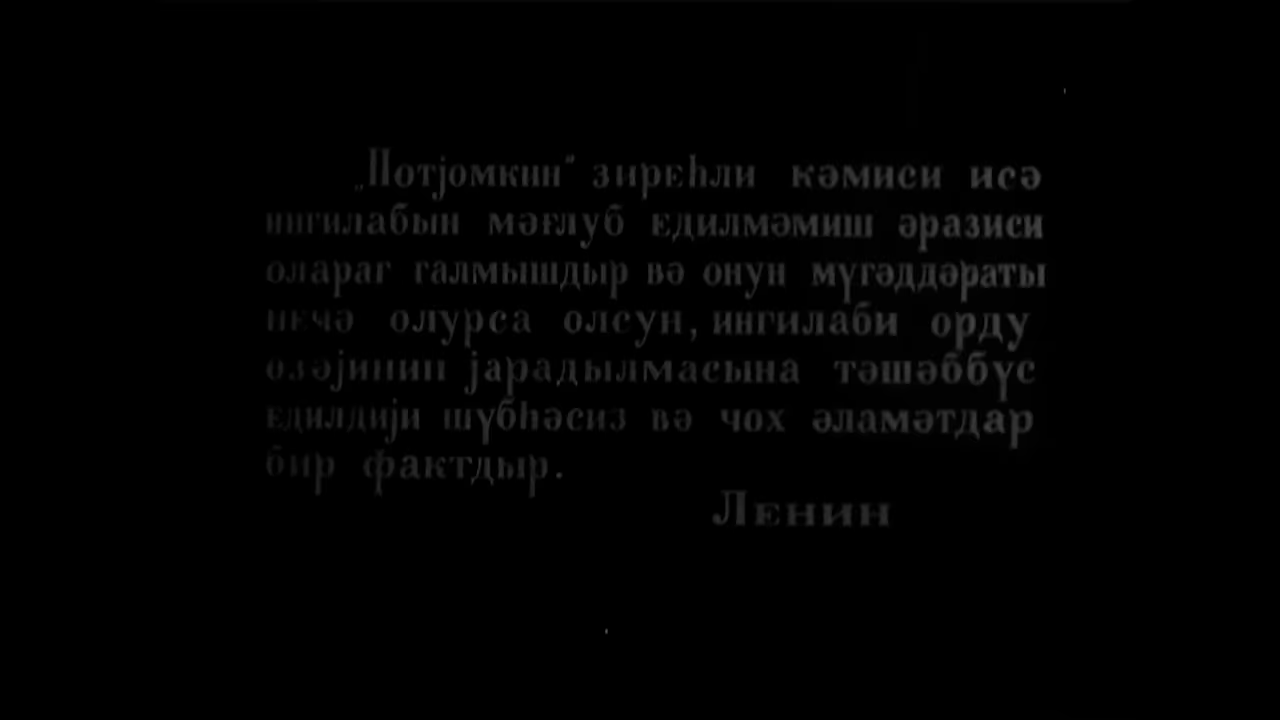 „Потјомкин“ зиреһли кәмиси исә
ингилабын мәғлуб едилмәмиш әразиси
олараг галмышдыр вә онун мүгәддәраты
нечә олурса олсун, ингилаби орду
өзәјинин јарадылмасына тәшәббүс
едилдији шүбһәсиз вә чох әламәтдар
бир фактдыр.
Ленин